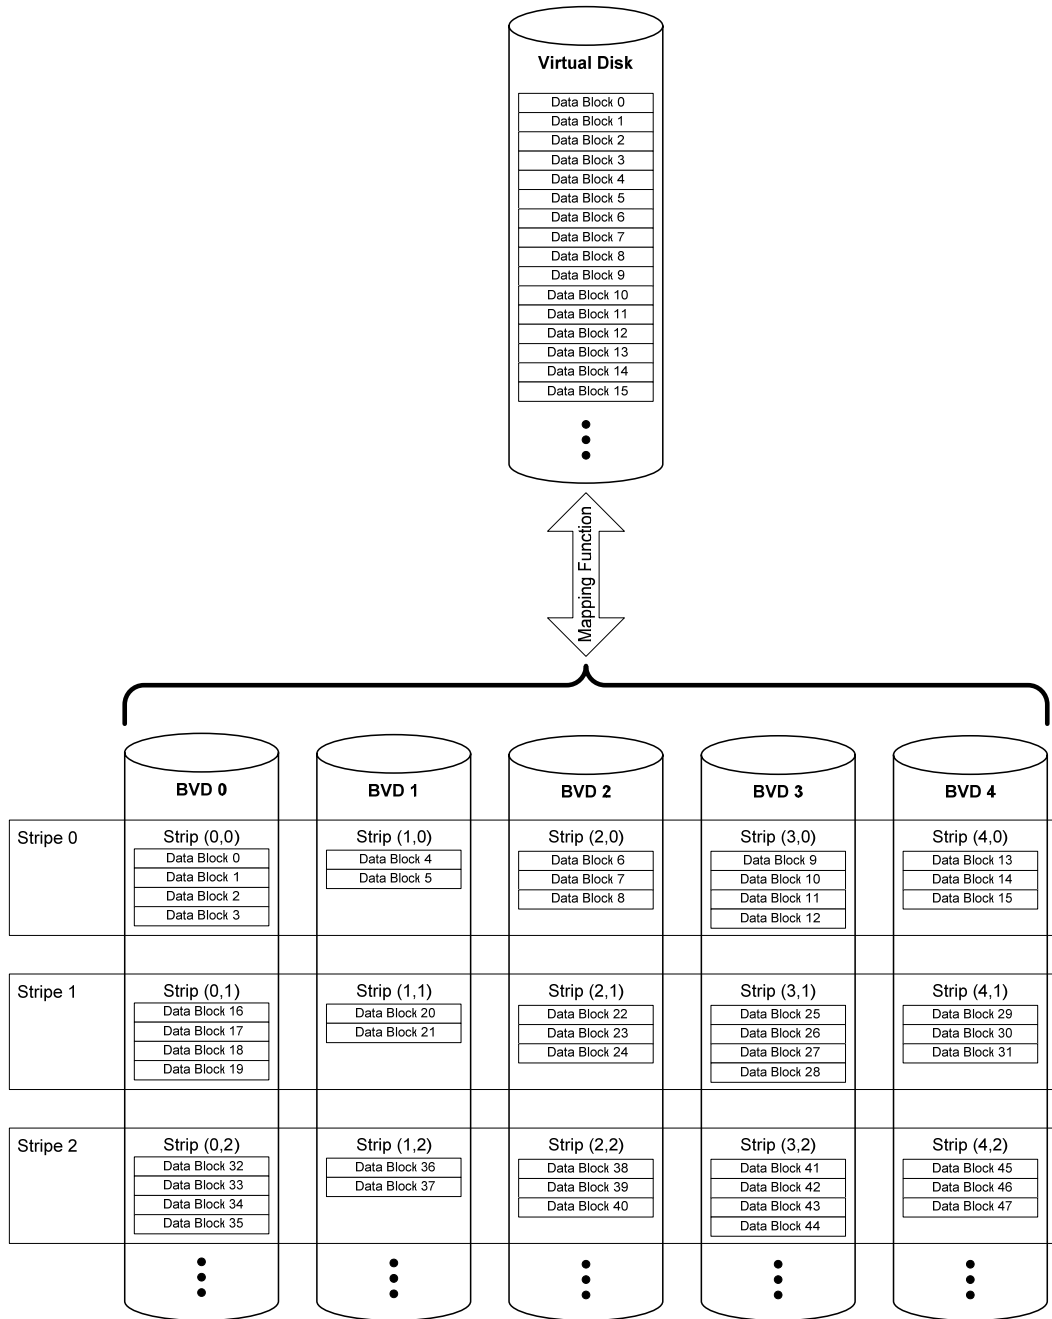 Virtual Disk
Data Block 0
Data Block 1
Data Block 2
Data Block 3
Data Block 4
Data Block 5
Data Block 6
Data Block 7
Data Block 8
Data Block 9
Data Block 10
Data Block 11
Data Block 12
Data Block 13
Data Block 14
Data Block 15
Mapping Function
BVD 0
BVD 1
BVD 2
BVD 3
BVD 4
Stripe 0
Strip (0,0)
Data Block 0
Data Block 1
Data Block 2
Data Block 3
Strip (1,0)
Data Block 4
Data Block 5
Strip (2,0)
Data Block 6
Data Block 7
Data Block 8
Strip (3,0)
Data Block 9
Data Block 10
Data Block 11
Data Block 12
Strip (4,0)
Data Block 13
Data Block 14
Data Block 15
Stripe 1
Strip (0,1)
Data Block 16
Data Block 17
Data Block 18
Data Block 19
Strip (1,1)
Data Block 20
Data Block 21
Strip (2,1)
Data Block 22
Data Block 23
Data Block 24
Strip (3,1)
Data Block 25
Data Block 26
Data Block 27
Data Block 28
Strip (4,1)
Data Block 29
Data Block 30
Data Block 31
Stripe 2
Strip (0,2)
Data Block 32
Data Block 33
Data Block 34
Data Block 35
Strip (1,2)
Data Block 36
Data Block 37
Strip (2,2)
Data Block 38
Data Block 39
Data Block 40
Strip (3,2)
Data Block 41
Data Block 42
Data Block 43
Data Block 44
Strip (4,2)
Data Block 45
Data Block 46
Data Block 47